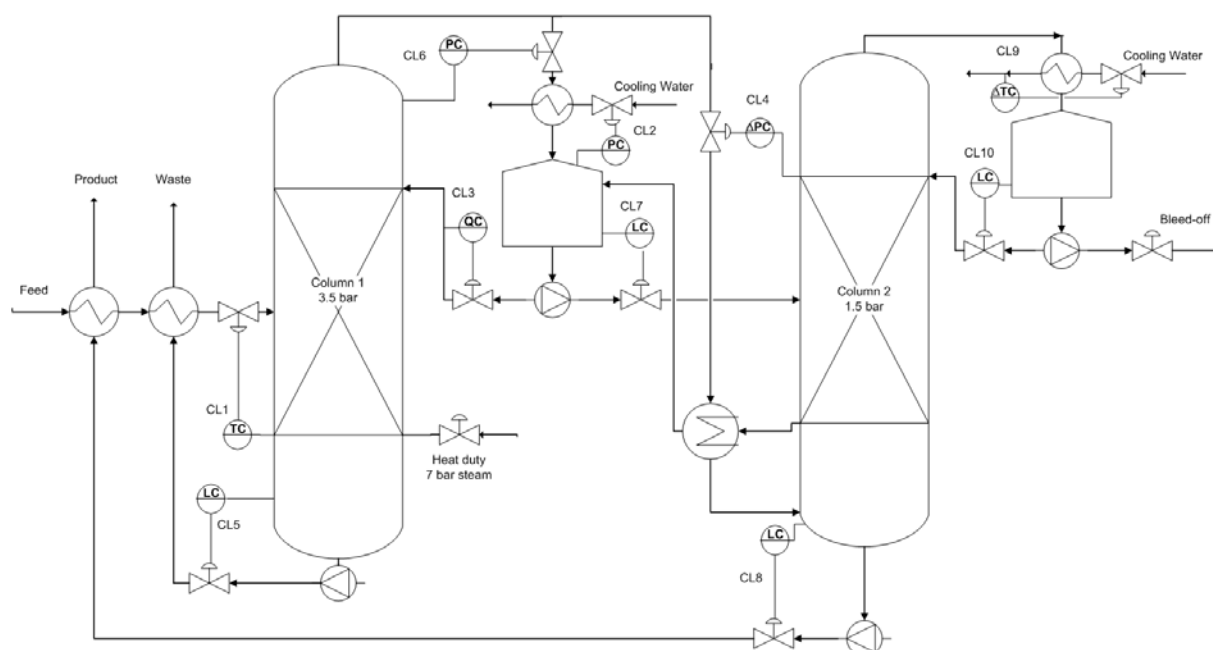 CL6
PC
CL9
Cooling Water
Cooling Water
CL4
ΔTC
ΔPC
CL2
PC
CL10
LC
Product
Waste
CL3
QC
CL7
LC
Bleed-off
Feed
Column 1
3.5 bar
Column 2
1.5 bar
CL1
TC
Heat duty
7 bar steam
LC
CL5
LC
CL8